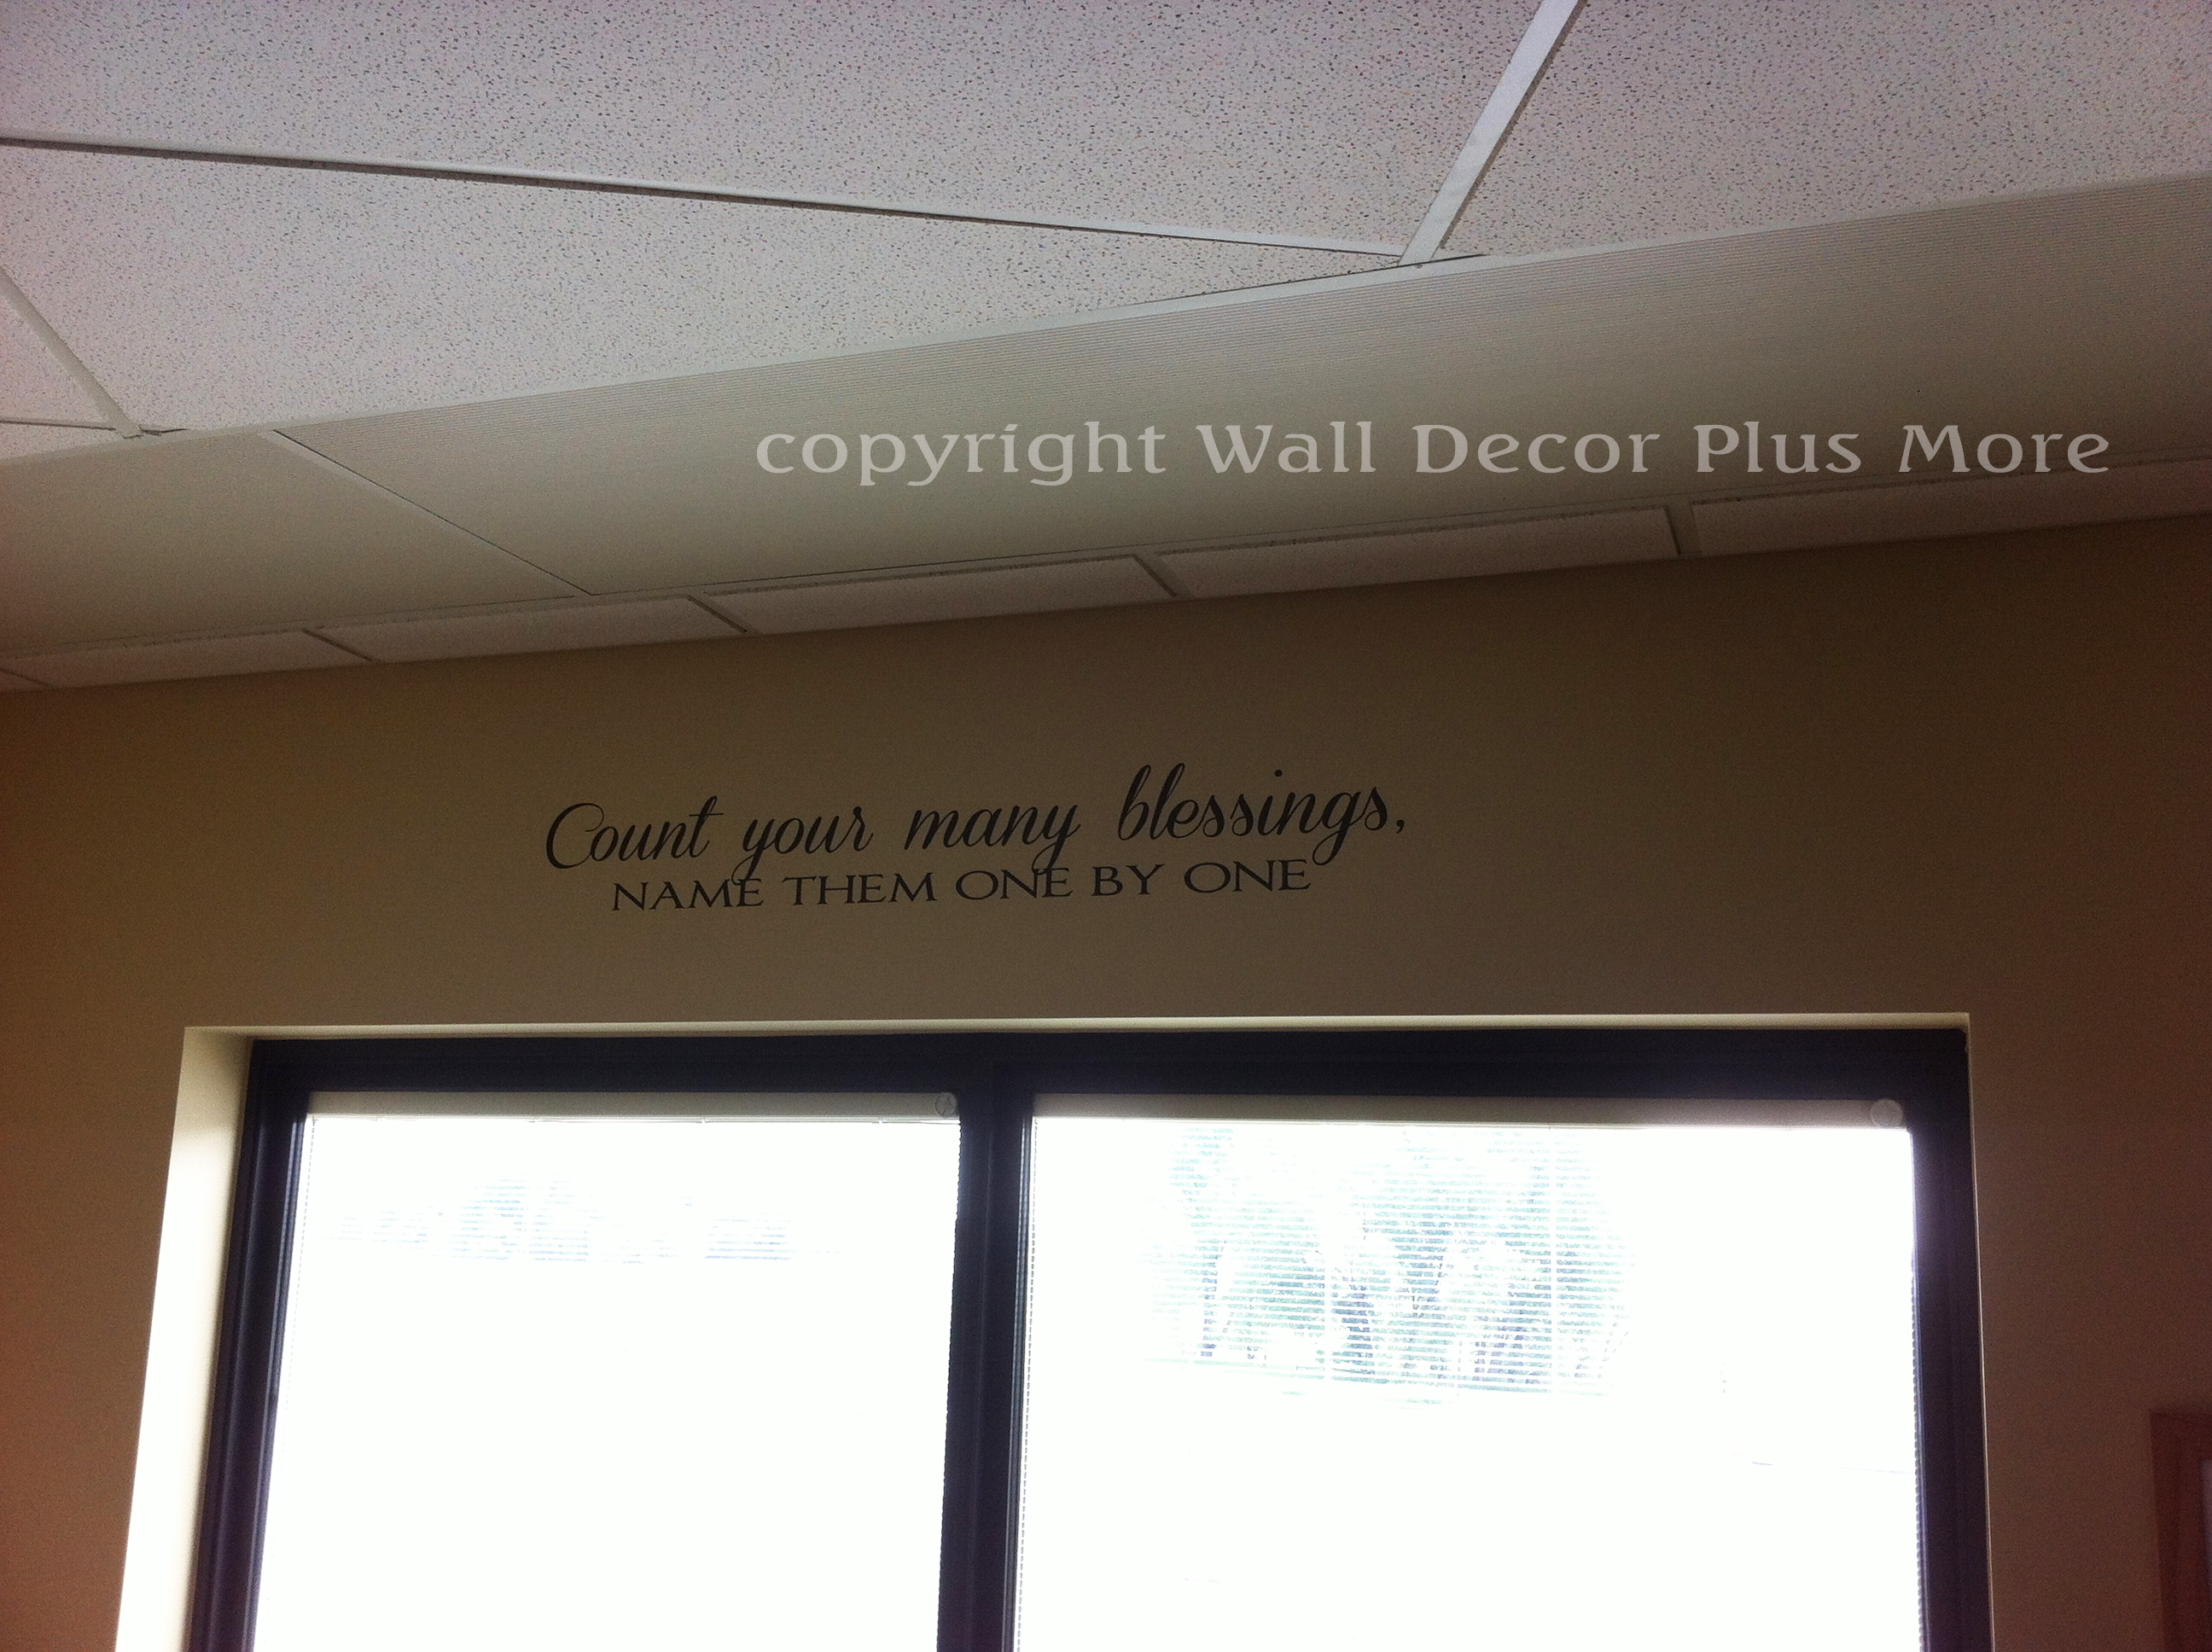 copyright Wall Decor Plus More
Count your many blessings,
NAME THEM ONE BY ONE